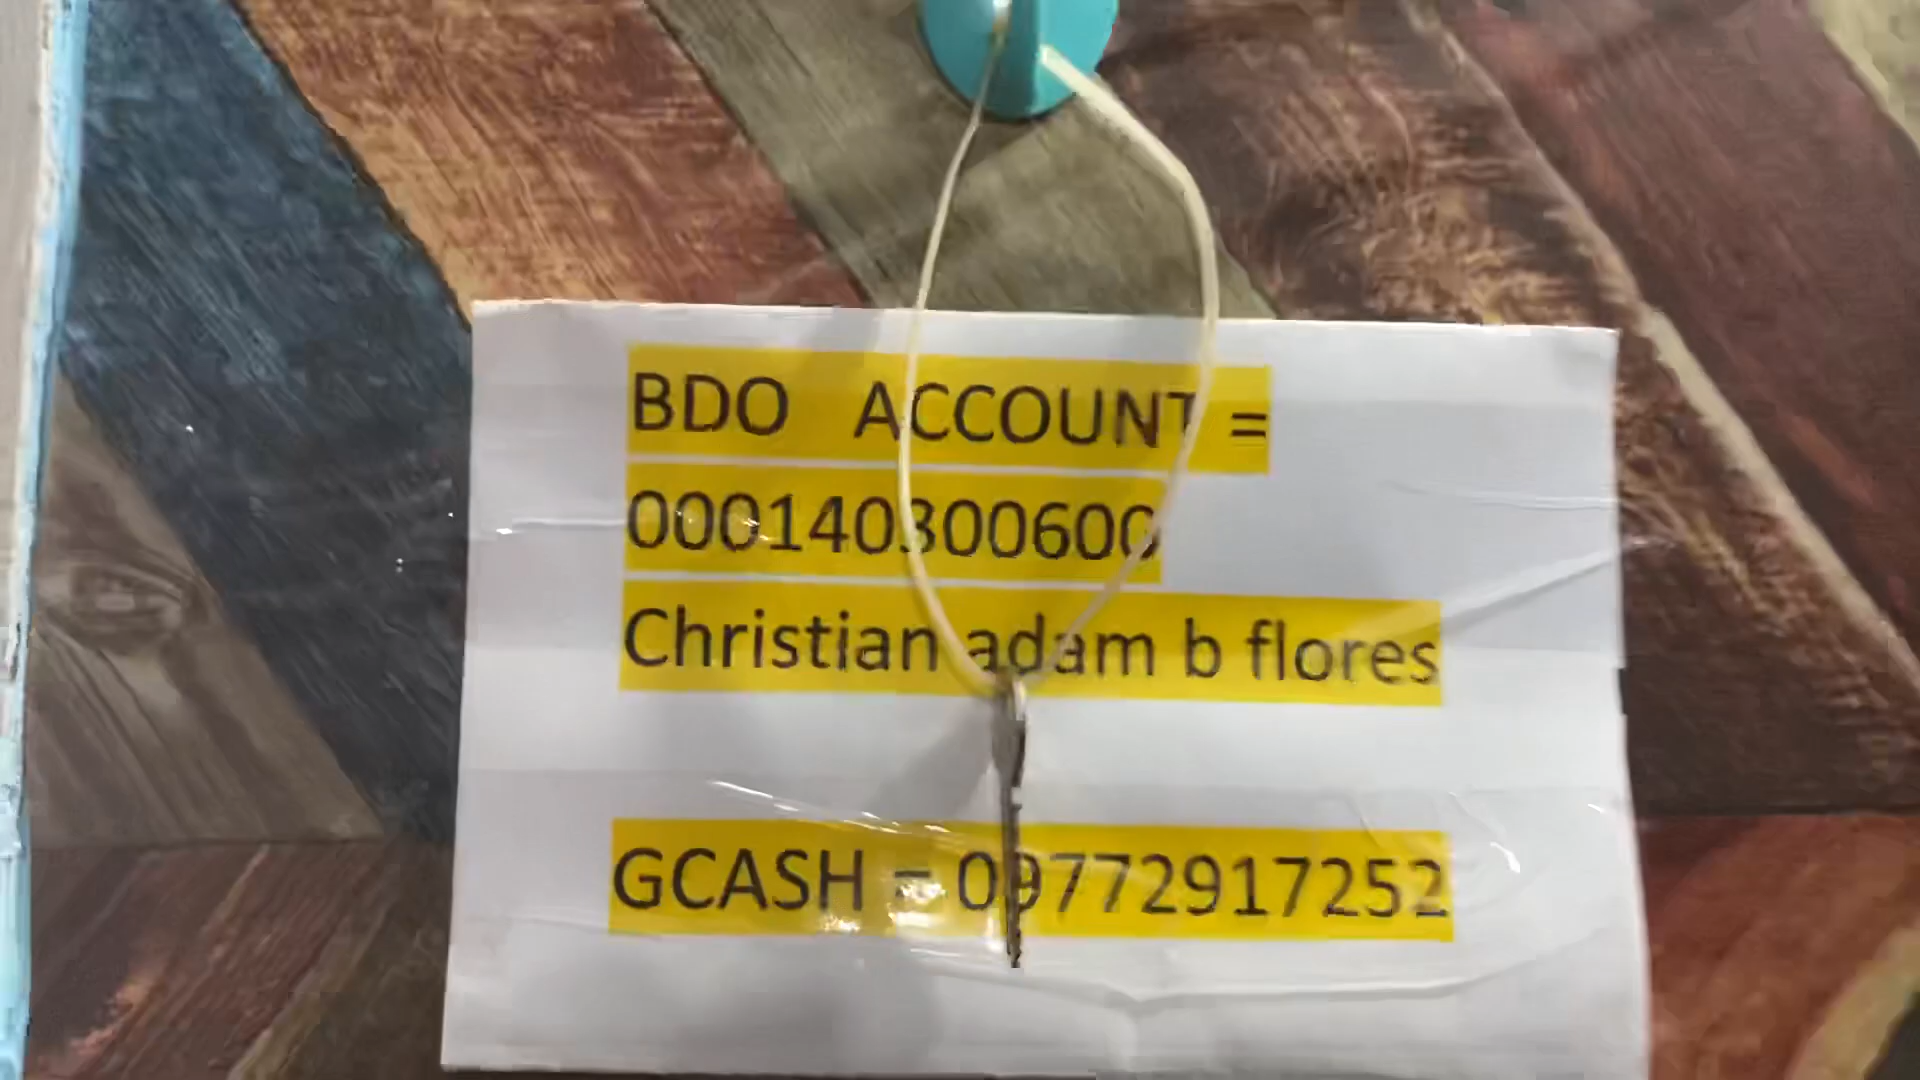 BDO ACCOUNT =
000140300600
Christian adam b flores
GCASH = 09772917252